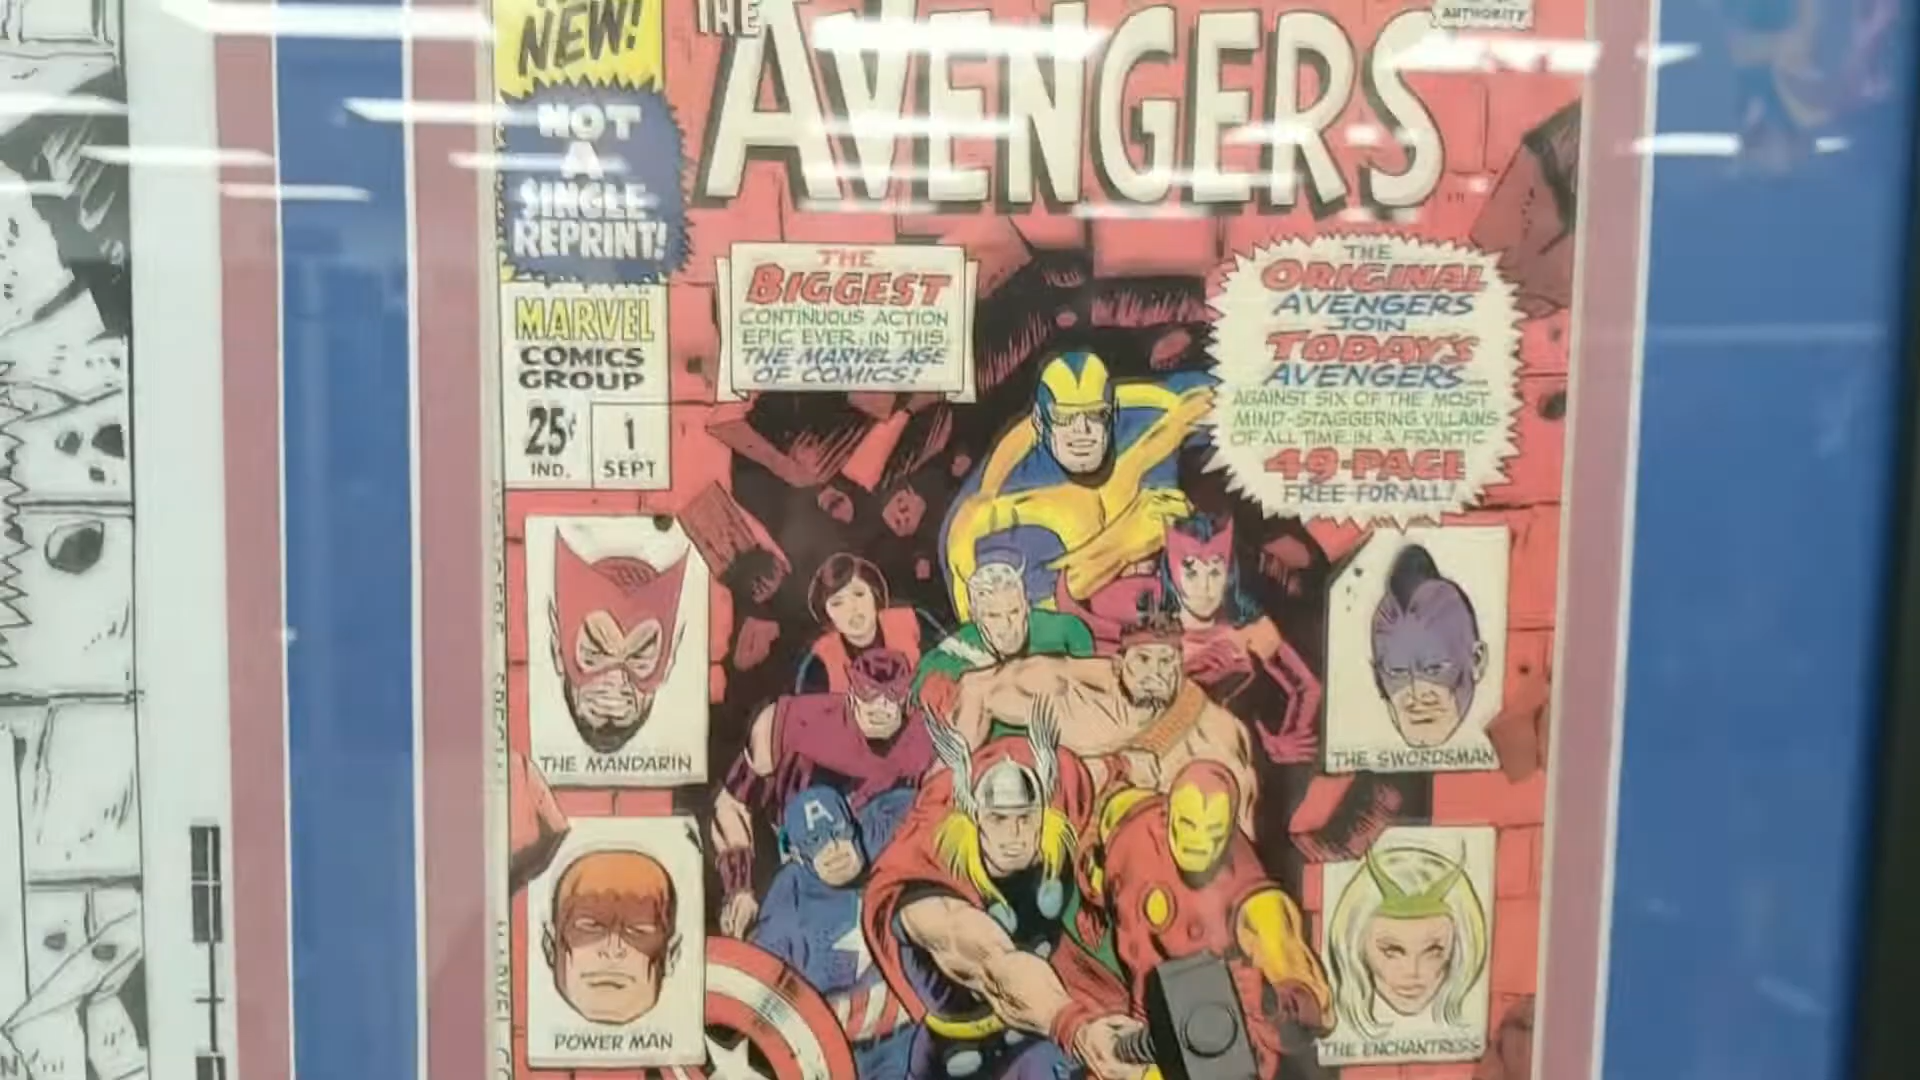 NEW!
THE
AVENGERS
AUTHORITY
NOT
A
SINGLE
REPRINT!
MARVEL
COMICS
GROUP
25¢
IND.
1
SEPT
THE
BIGGEST
CONTINUOUS ACTION
EPIC EVER, IN THIS,
THE MARVEL AGE
OF COMICS!
THE
ORIGINAL
AVENGERS
JOIN
TODAY'S
AVENGERS...
AGAINST SIX OF THE MOST
MIND-STAGGERING VILLAINS
OF ALL TIME IN A FRANTIC
49-PAGE
FREE-FOR-ALL!
THE MANDARIN
THE SWORDSMAN
A
POWER MAN
THE ENCHANTRESS